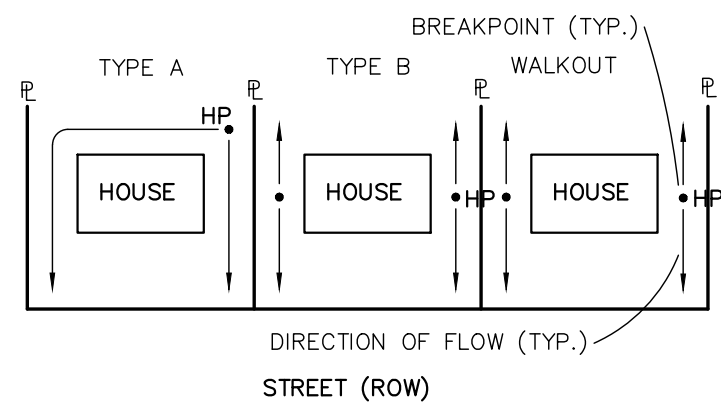 BREAKPOINT (TYP.)
TYPE A
TYPE B
WALKOUT
PL
PL
PL
PL
HP
HOUSE
HOUSE
HP
HOUSE
HP
DIRECTION OF FLOW (TYP.)
STREET (ROW)